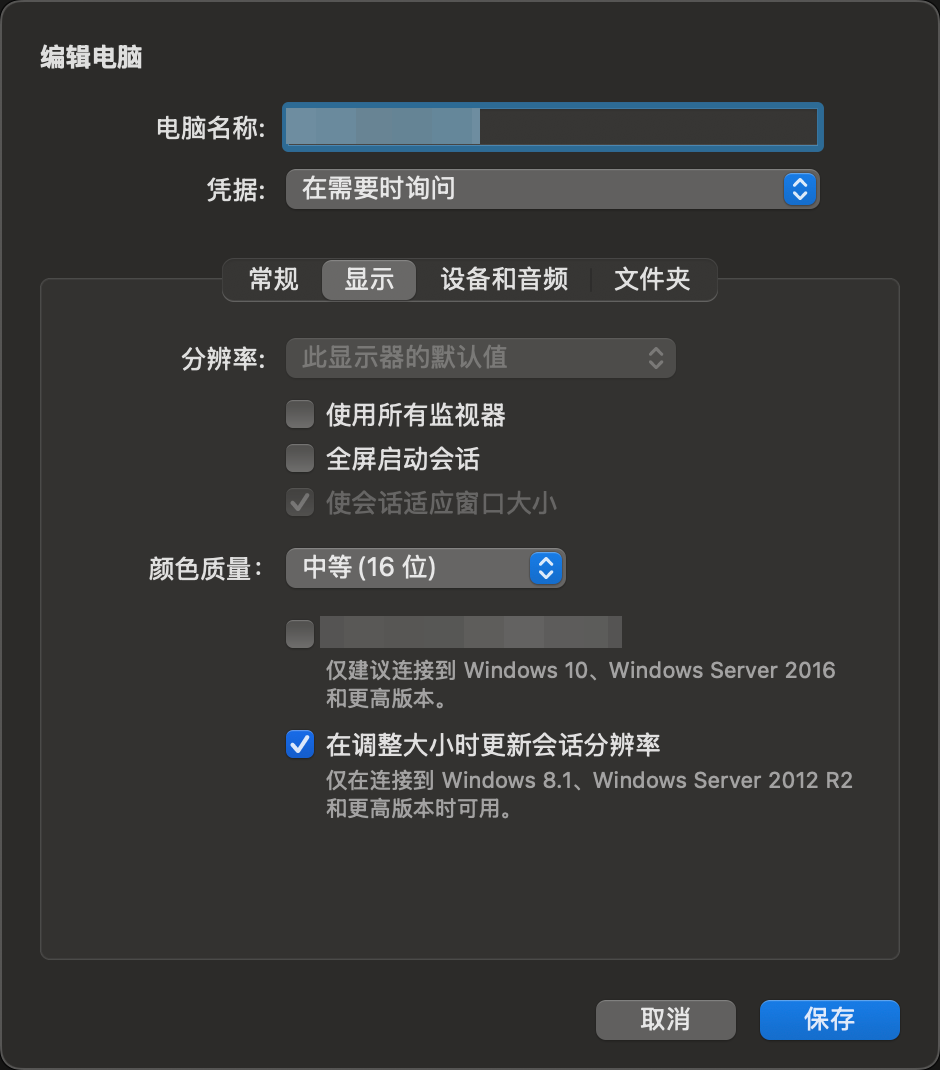 编辑电脑
电脑名称:
凭据: 在需要时询问
常规 显示 设备和音频 文件夹
分辨率: 此显示器的默认值
使用所有监视器
全屏启动会话
使会话适应窗口大小
颜色质量: 中等 (16 位)
仅建议连接到 Windows 10、Windows Server 2016
和更高版本。
在调整大小时更新会话分辨率
仅在连接到 Windows 8.1、Windows Server 2012 R2
和更高版本时可用。
取消 保存